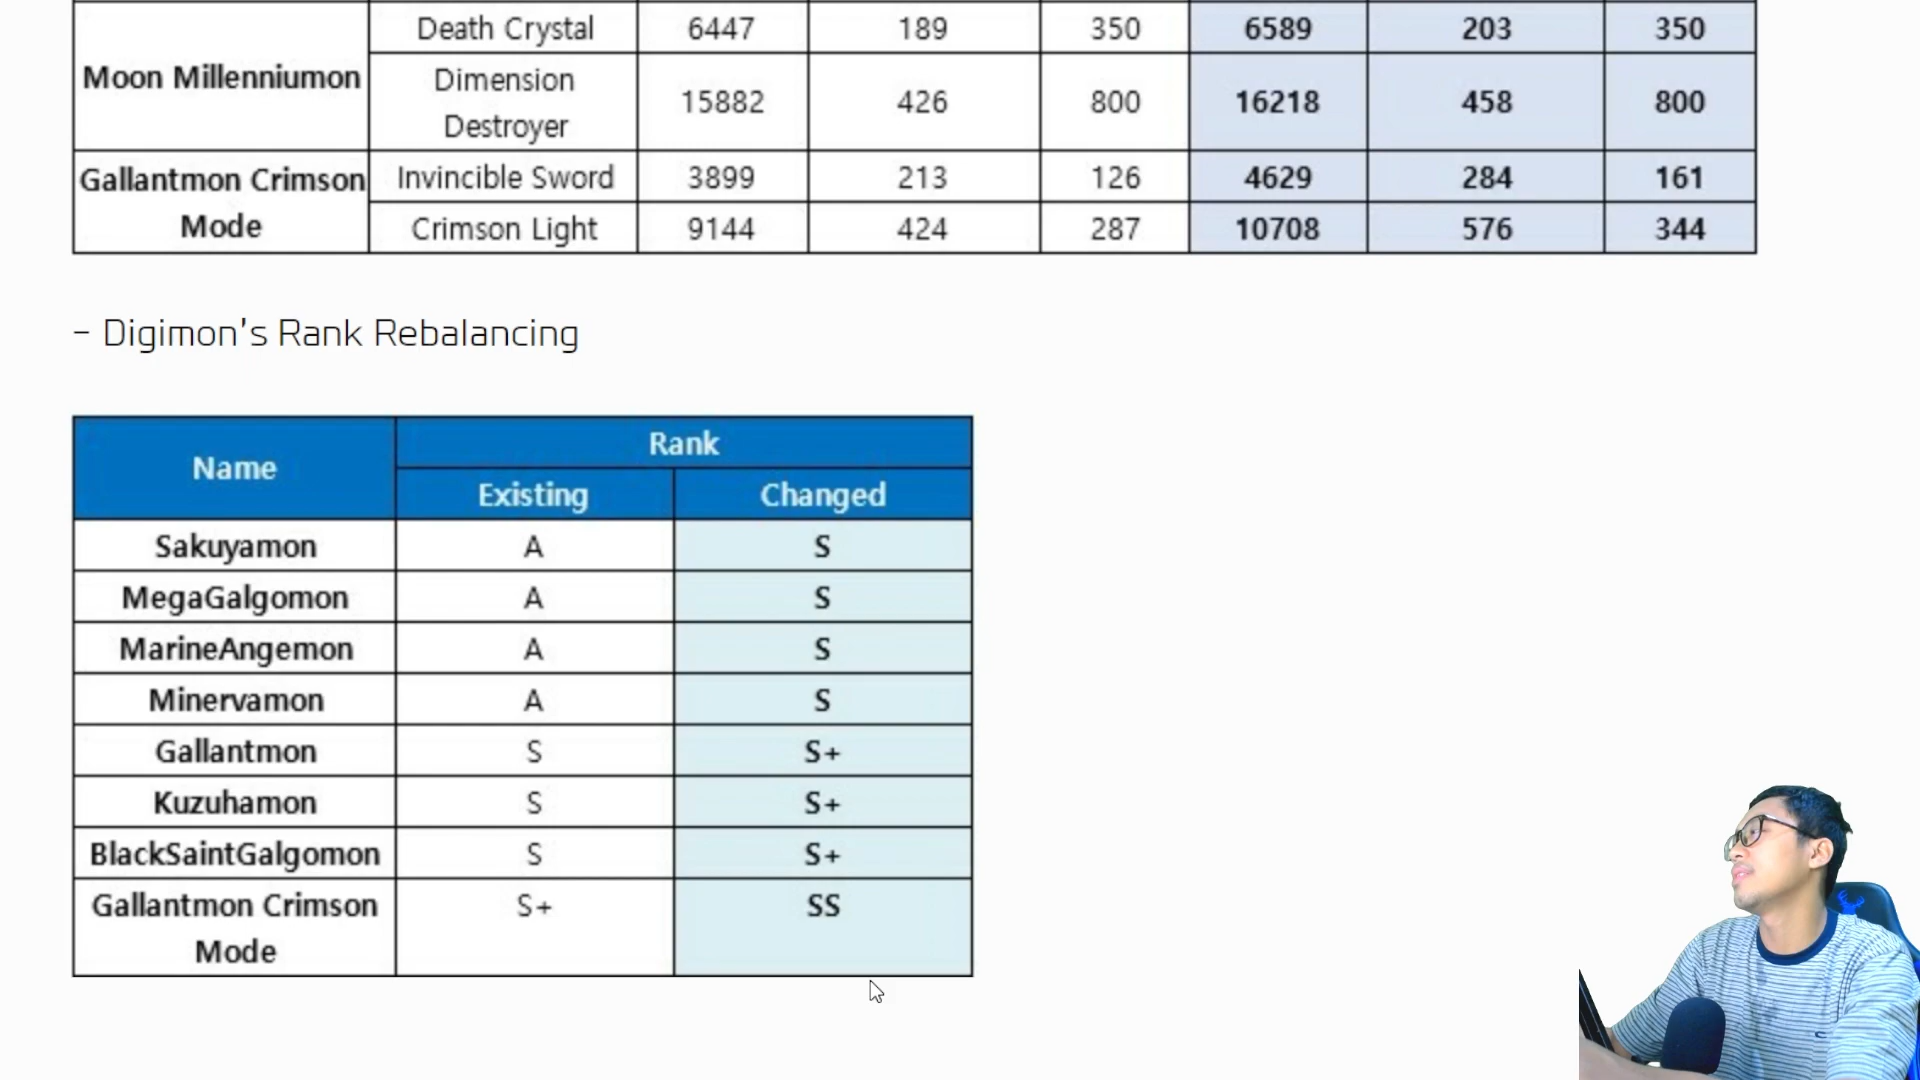 Death Crystal 6447 189 350 6589 203 350
Moon Millenniumon
Dimension
Destroyer
15882 426 800 16218 458 800
Gallantmon Crimson
Mode
Invincible Sword 3899 213 126 4629 284 161
Crimson Light 9144 424 287 10708 576 344
- Digimon's Rank Rebalancing
Name
Rank
Existing Changed
Sakuyamon A S
MegaGalgomon A S
MarineAngemon A S
Minervamon A S
Gallantmon S S+
Kuzuhamon S S+
BlackSaintGalgomon S S+
Gallantmon Crimson
Mode
S+ SS